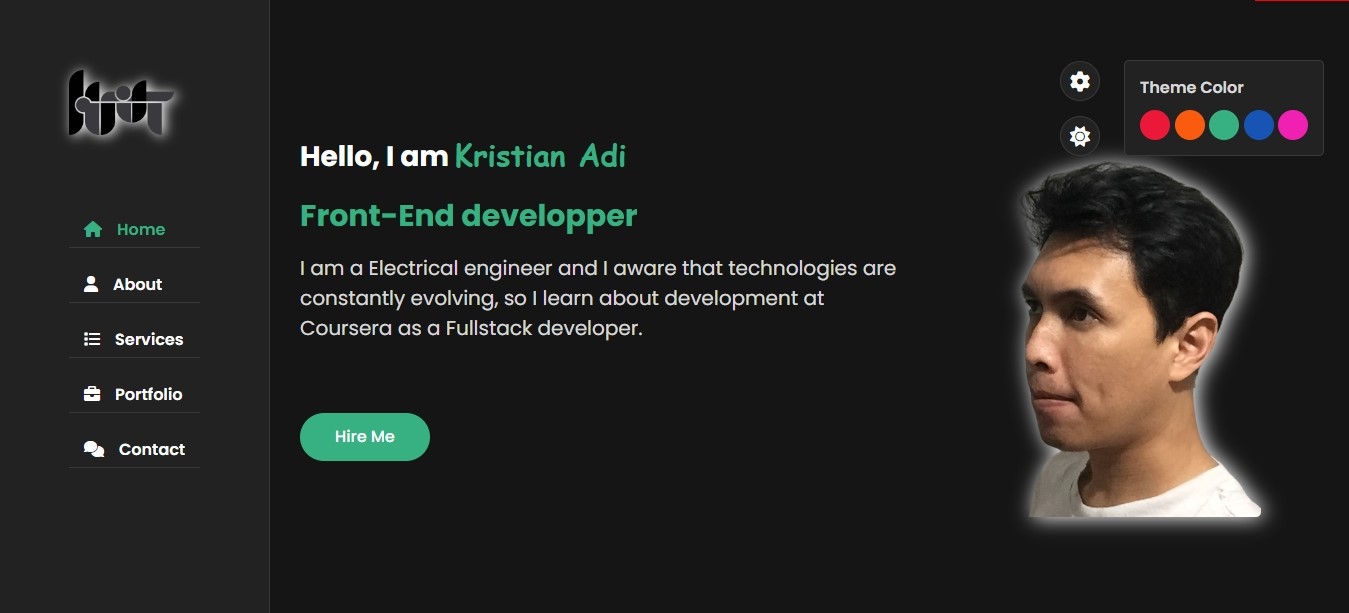 Home
About
Services
Portfolio
Contact
Hello, I am Kristian Adi
Front-End developper
I am a Electrical engineer and I aware that technologies are
constantly evolving, so I learn about development at
Coursera as a Fullstack developer.
Hire Me
Theme Color